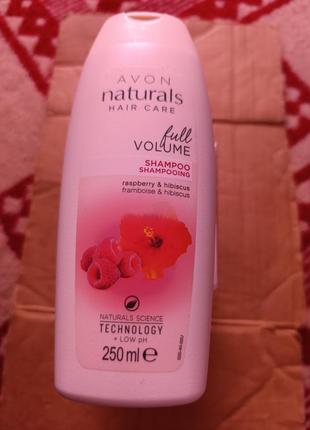 AVON
naturals
HAIR CARE
full
VOLUME
SHAMPOO
SHAMPOOING
raspberry & hibiscus
framboise & hibiscus
NATURALS SCIENCE
TECHNOLOGY
+ LOW pH
250 ml e